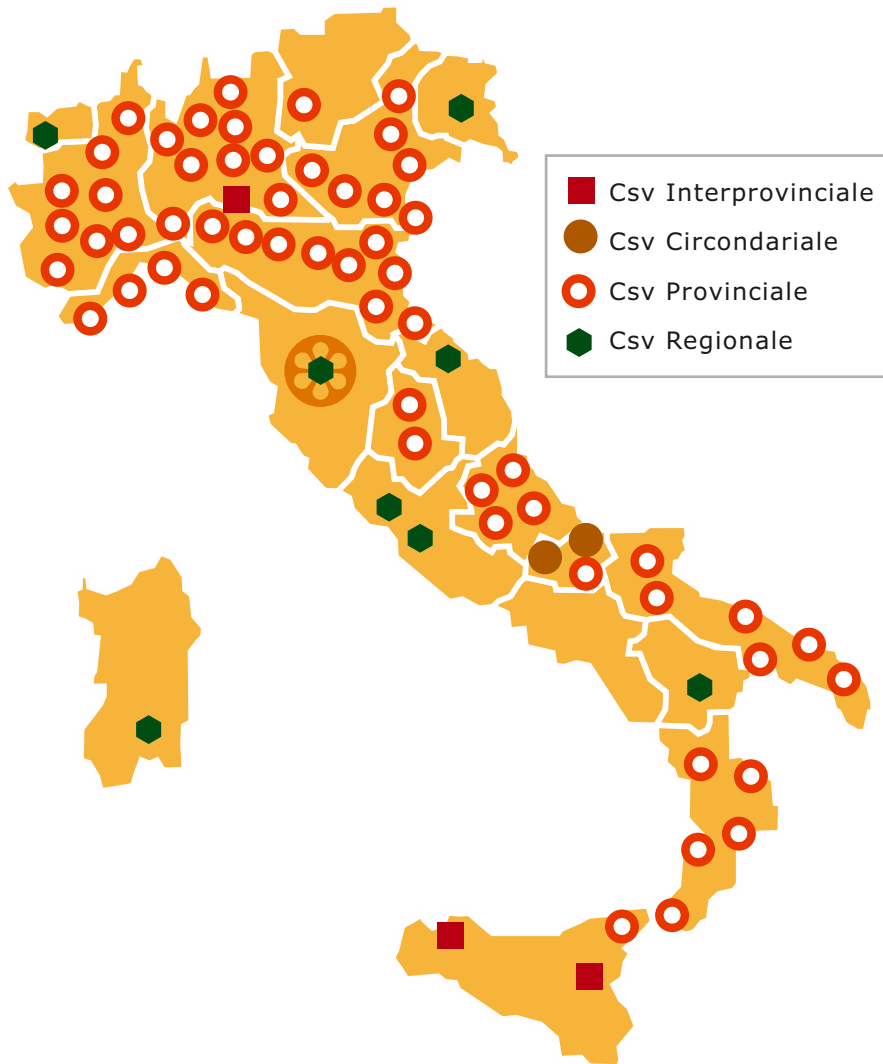 Csv Interprovinciale
Csv Circondariale
Csv Provinciale
Csv Regionale